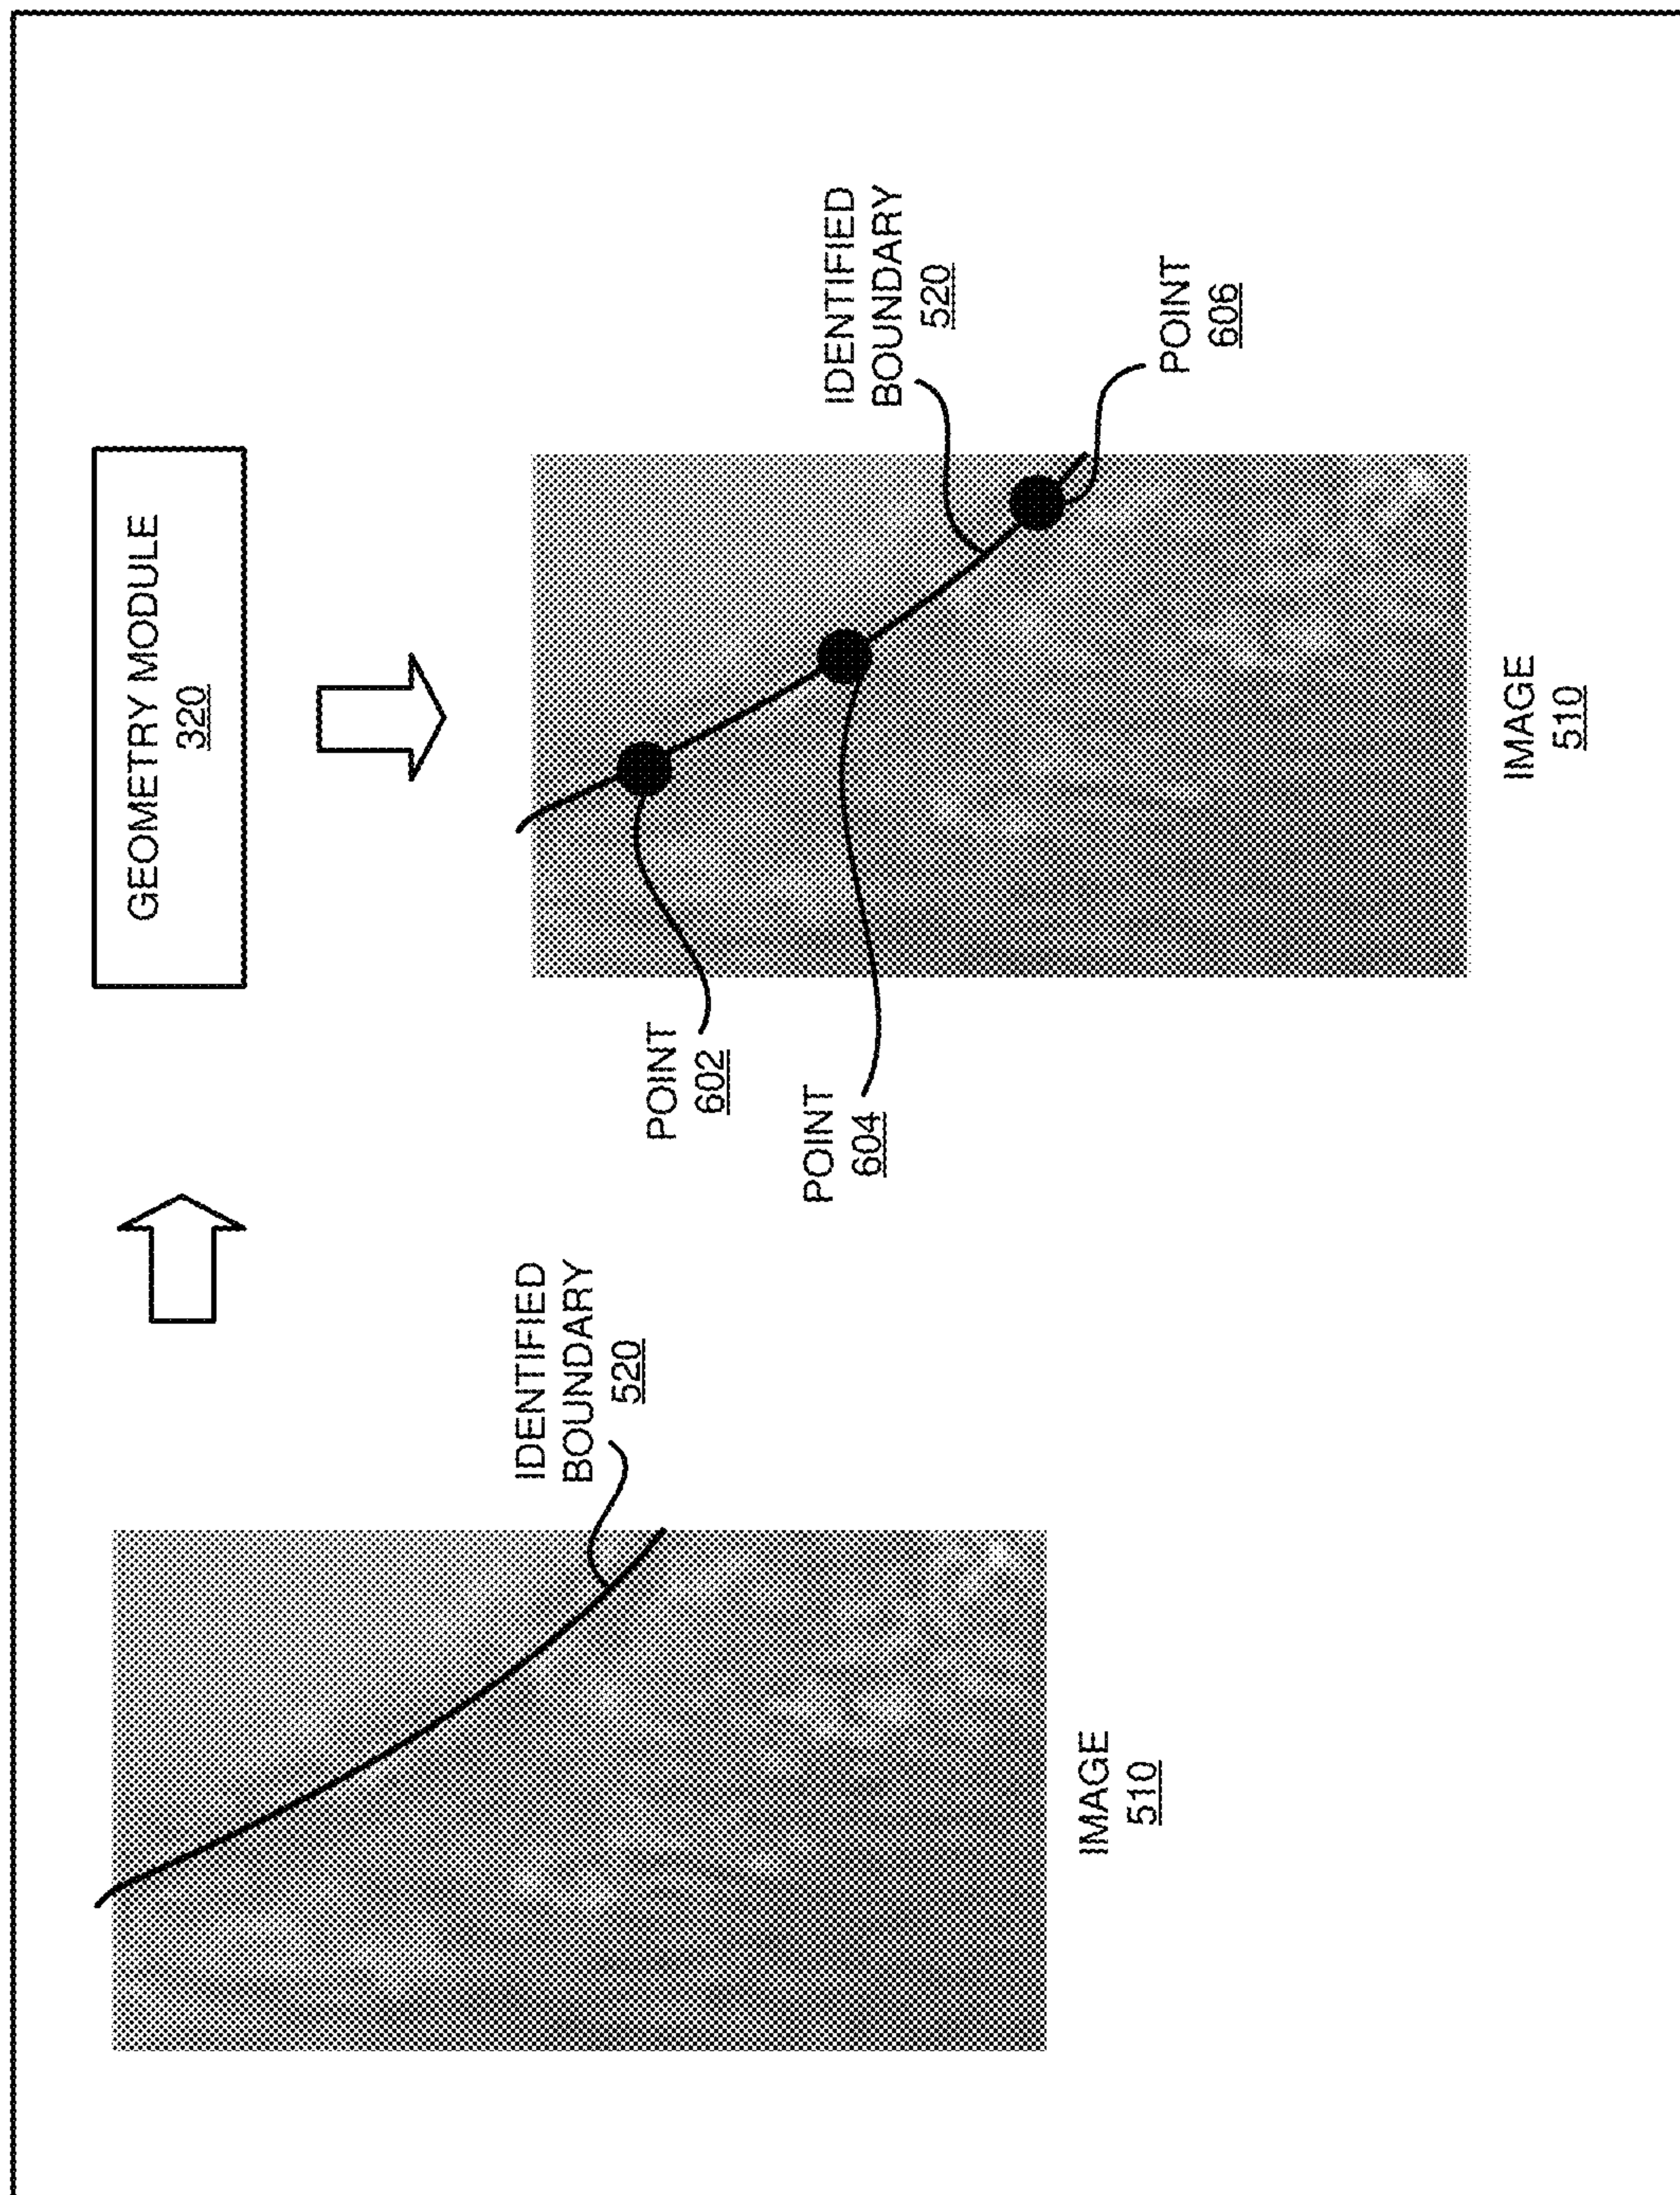 GEOMETRY MODULE
320
IDENTIFIED
BOUNDARY
520
IMAGE
510
POINT
602
POINT
604
IDENTIFIED
BOUNDARY
520
POINT
606
IMAGE
510